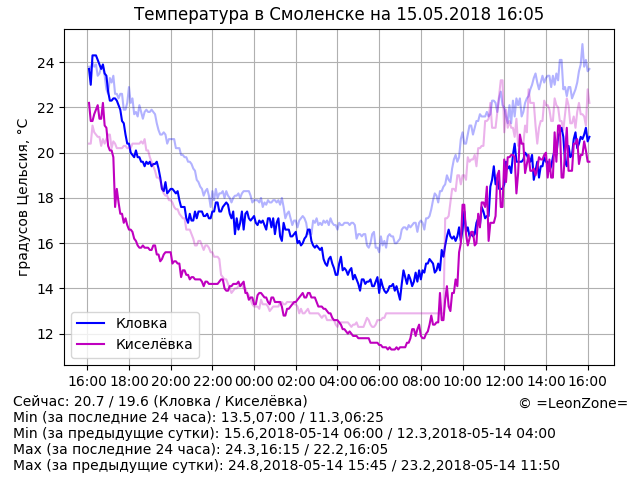 Температура в Смоленске на 15.05.2018 16:05
градусов Цельсия, °C
24
22
20
18
16
14
12
Кловка
Киселёвка
16:00 18:00 20:00 22:00 00:00 02:00 04:00 06:00 08:00 10:00 12:00 14:00 16:00
Сейчас: 20.7 / 19.6 (Кловка / Киселёвка)
© =LeonZone=
Min (за последние 24 часа): 13.5,07:00 / 11.3,06:25
Min (за предыдущие сутки): 15.6,2018-05-14 06:00 / 12.3,2018-05-14 04:00
Max (за последние 24 часа): 24.3,16:15 / 22.2,16:05
Max (за предыдущие сутки): 24.8,2018-05-14 15:45 / 23.2,2018-05-14 11:50